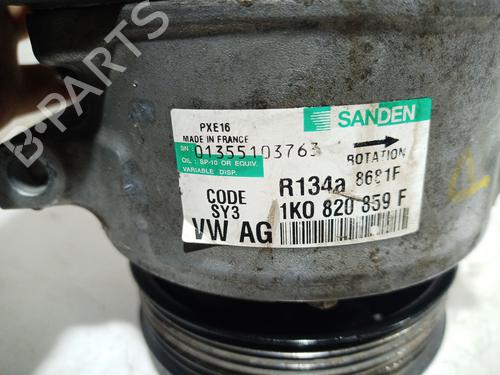 PXE16
MADE IN FRANCE
SANDEN
SN: 01355103763
OIL: SP-10 OR EQUIV.
VARIABLE DISP.
ROTATION
CODE
SY3
R134a 8681F
1K0 820 859 F
VW AG
B-PARTS